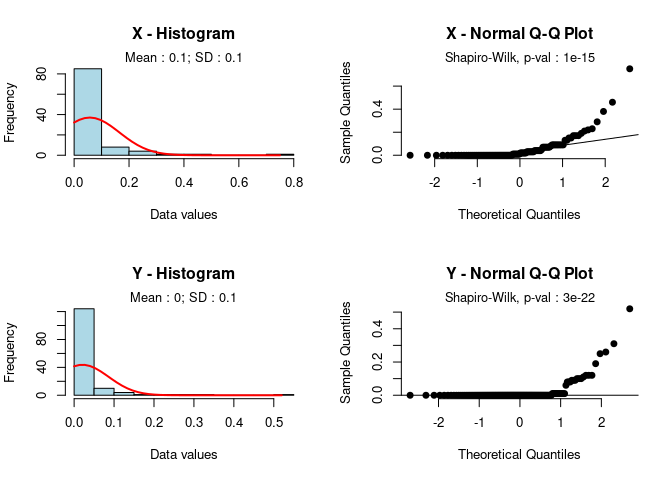 X - Histogram
Mean : 0.1; SD : 0.1
Frequency
0 40 80
0.0 0.2 0.4 0.6 0.8
Data values
X - Normal Q-Q Plot
Shapiro-Wilk, p-val : 1e-15
Sample Quantiles
0.0 0.4
-2 -1 0 1 2
Theoretical Quantiles
Y - Histogram
Mean : 0; SD : 0.1
Frequency
0 40 80
0.0 0.1 0.2 0.3 0.4 0.5
Data values
Y - Normal Q-Q Plot
Shapiro-Wilk, p-val : 3e-22
Sample Quantiles
0.0 0.2 0.4
-2 -1 0 1 2
Theoretical Quantiles